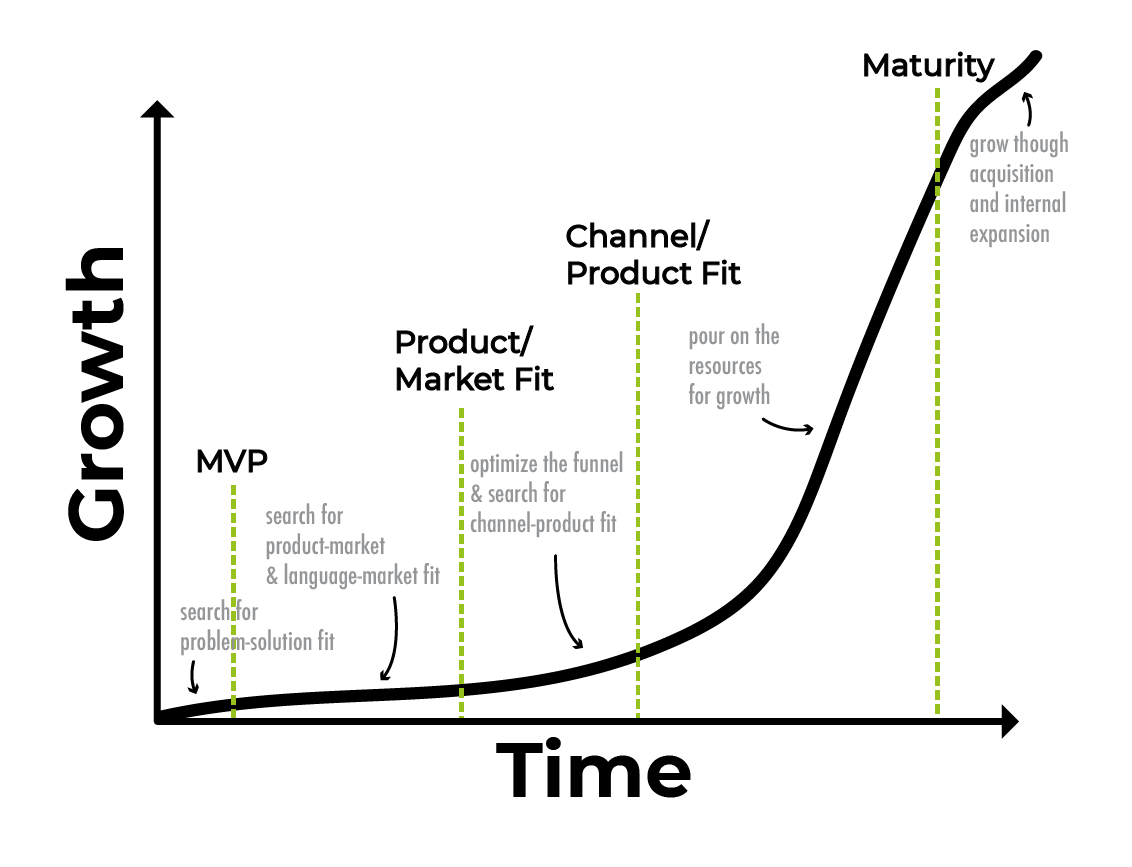 Maturity
grow though
acquisition
and internal
expansion
Channel/
Product Fit
pour on the
resources
for growth
Product/
Market Fit
optimize the funnel
& search for
channel-product fit
MVP
search for
product-market
& language-market fit
search for
problem-solution fit
Growth
Time